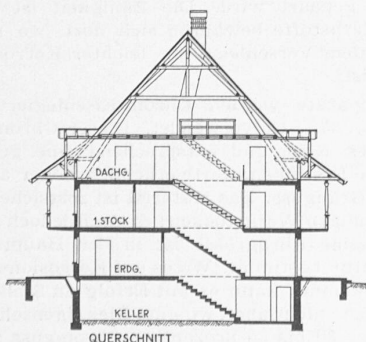 DACHG.
1.STOCK
ERDG.
KELLER
QUERSCHNITT